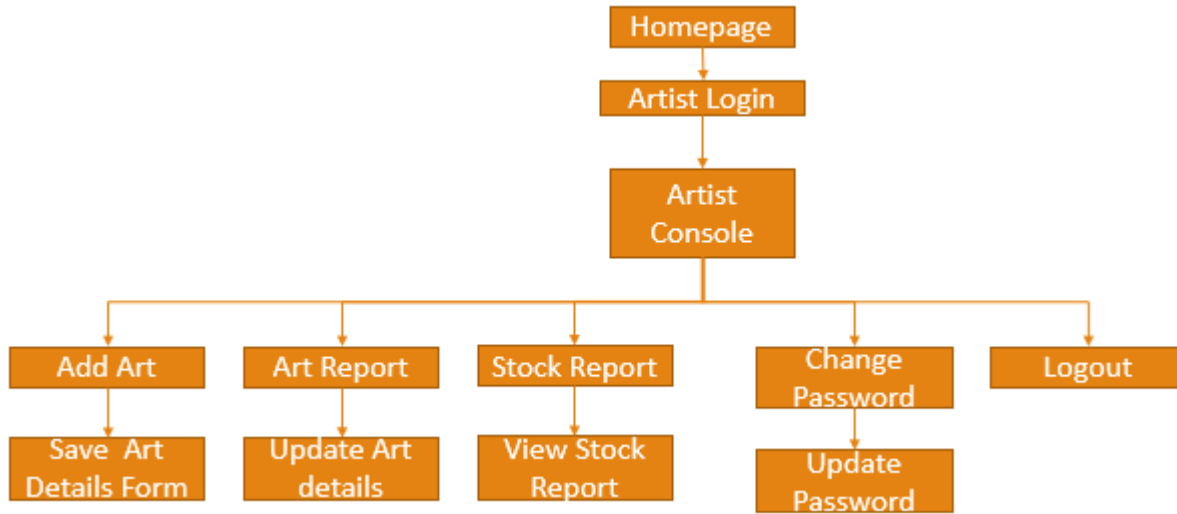 Homepage
Artist Login
Artist
Console
Add Art
Art Report
Stock Report
Change
Password
Logout
Save  Art
Details Form
Update Art
details
View Stock
Report
Update
Password